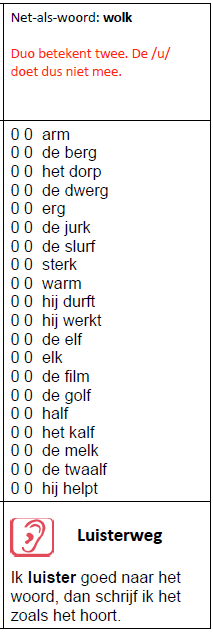 Net-als-woord: wolk
Duo betekent twee. De /u/
doet dus niet mee.
0 0 arm
0 0 de berg
0 0 het dorp
0 0 de dwerg
0 0 erg
0 0 de jurk
0 0 de slurf
0 0 sterk
0 0 warm
0 0 hij durft
0 0 hij werkt
0 0 de elf
0 0 elk
0 0 de film
0 0 de golf
0 0 half
0 0 het kalf
0 0 de melk
0 0 de twaalf
0 0 hij helpt
Luisterweg
Ik luister goed naar het
woord, dan schrijf ik het
zoals het hoort.